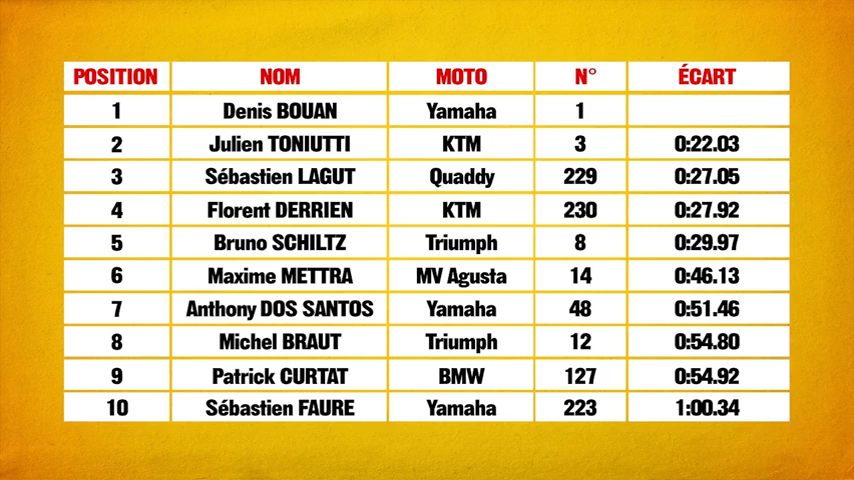 POSITION NOM MOTO N° ÉCART
1 Denis BOUAN Yamaha 1
2 Julien TONIUTTI KTM 3 0:22.03
3 Sébastien LAGUT Quaddy 229 0:27.05
4 Florent DERRIEN KTM 230 0:27.92
5 Bruno SCHILTZ Triumph 8 0:29.97
6 Maxime METTRA MV Agusta 14 0:46.13
7 Anthony DOS SANTOS Yamaha 48 0:51.46
8 Michel BRAUT Triumph 12 0:54.80
9 Patrick CURTAT BMW 127 0:54.92
10 Sébastien FAURE Yamaha 223 1:00.34